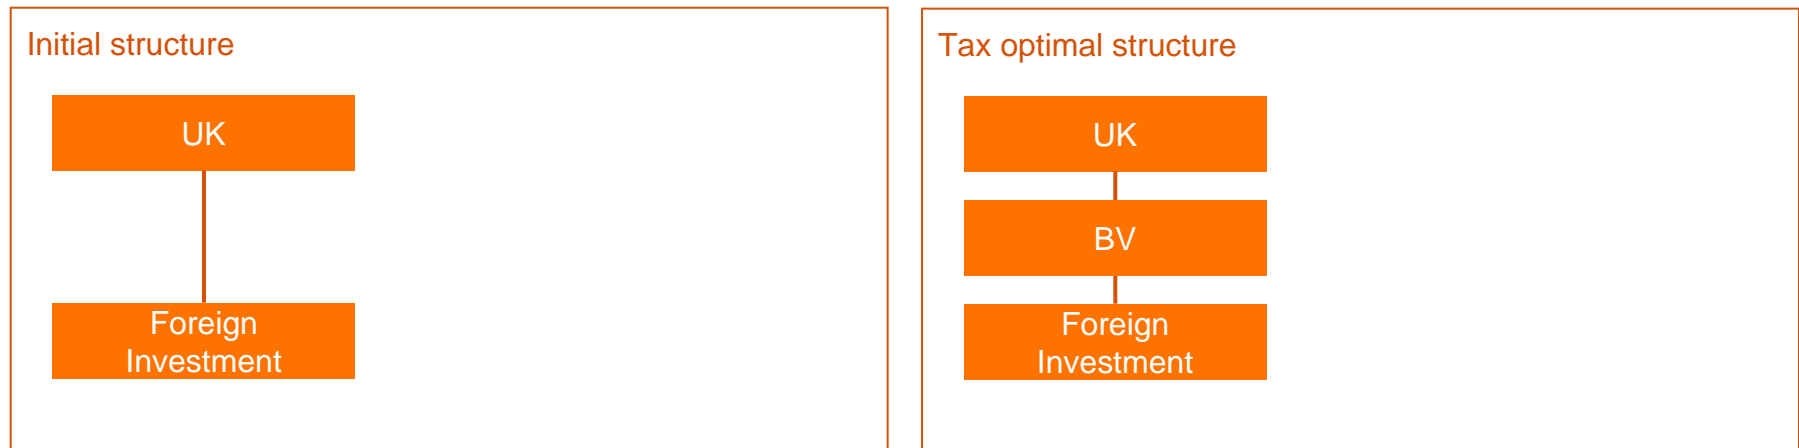 Initial structure
UK
Foreign
Investment
Tax optimal structure
UK
BV
Foreign
Investment